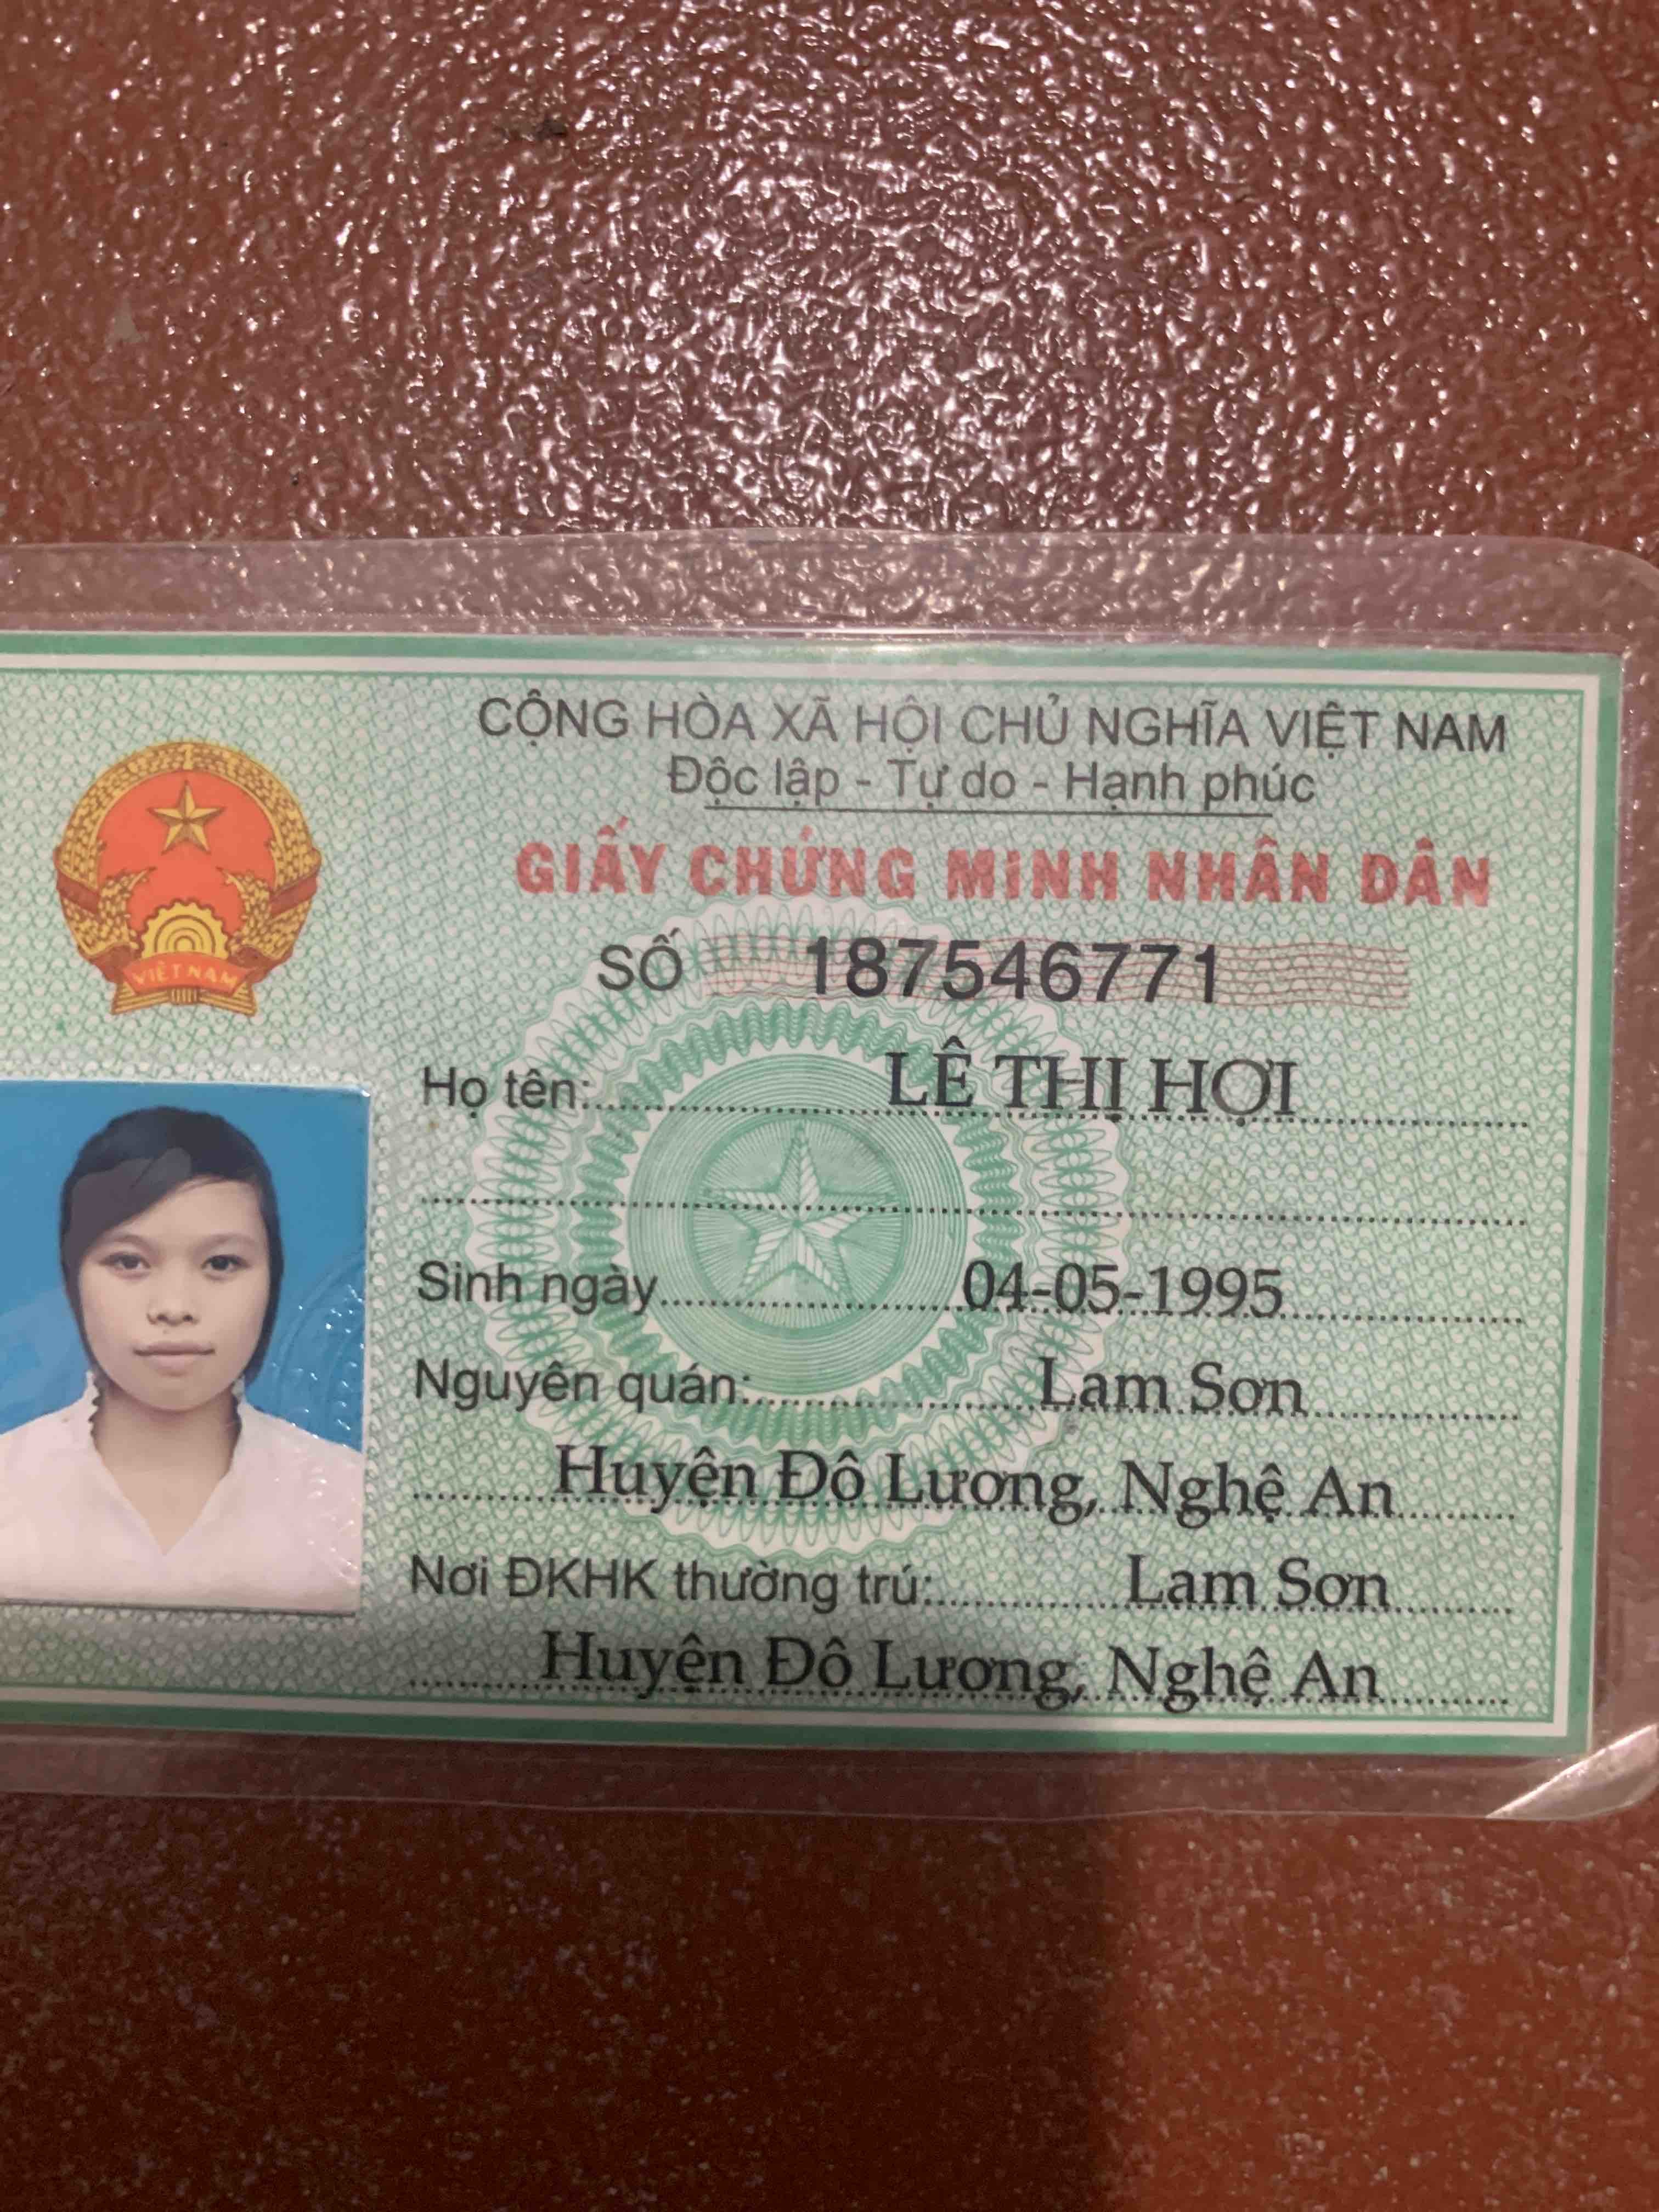 CỘNG HÒA XÃ HỘI CHỦ NGHĨA VIỆT NAM
Độc lập - Tự do - Hạnh phúc
GIẤY CHỨNG MINH NHÂN DÂN
SỐ 187546771
VIỆT NAM
Họ tên: LÊ THỊ HỢI
Sinh ngày 04-05-1995
Nguyên quán: Lam Sơn
Huyện Đô Lương, Nghệ An
Nơi ĐKHK thường trú: Lam Sơn
Huyện Đô Lương, Nghệ An